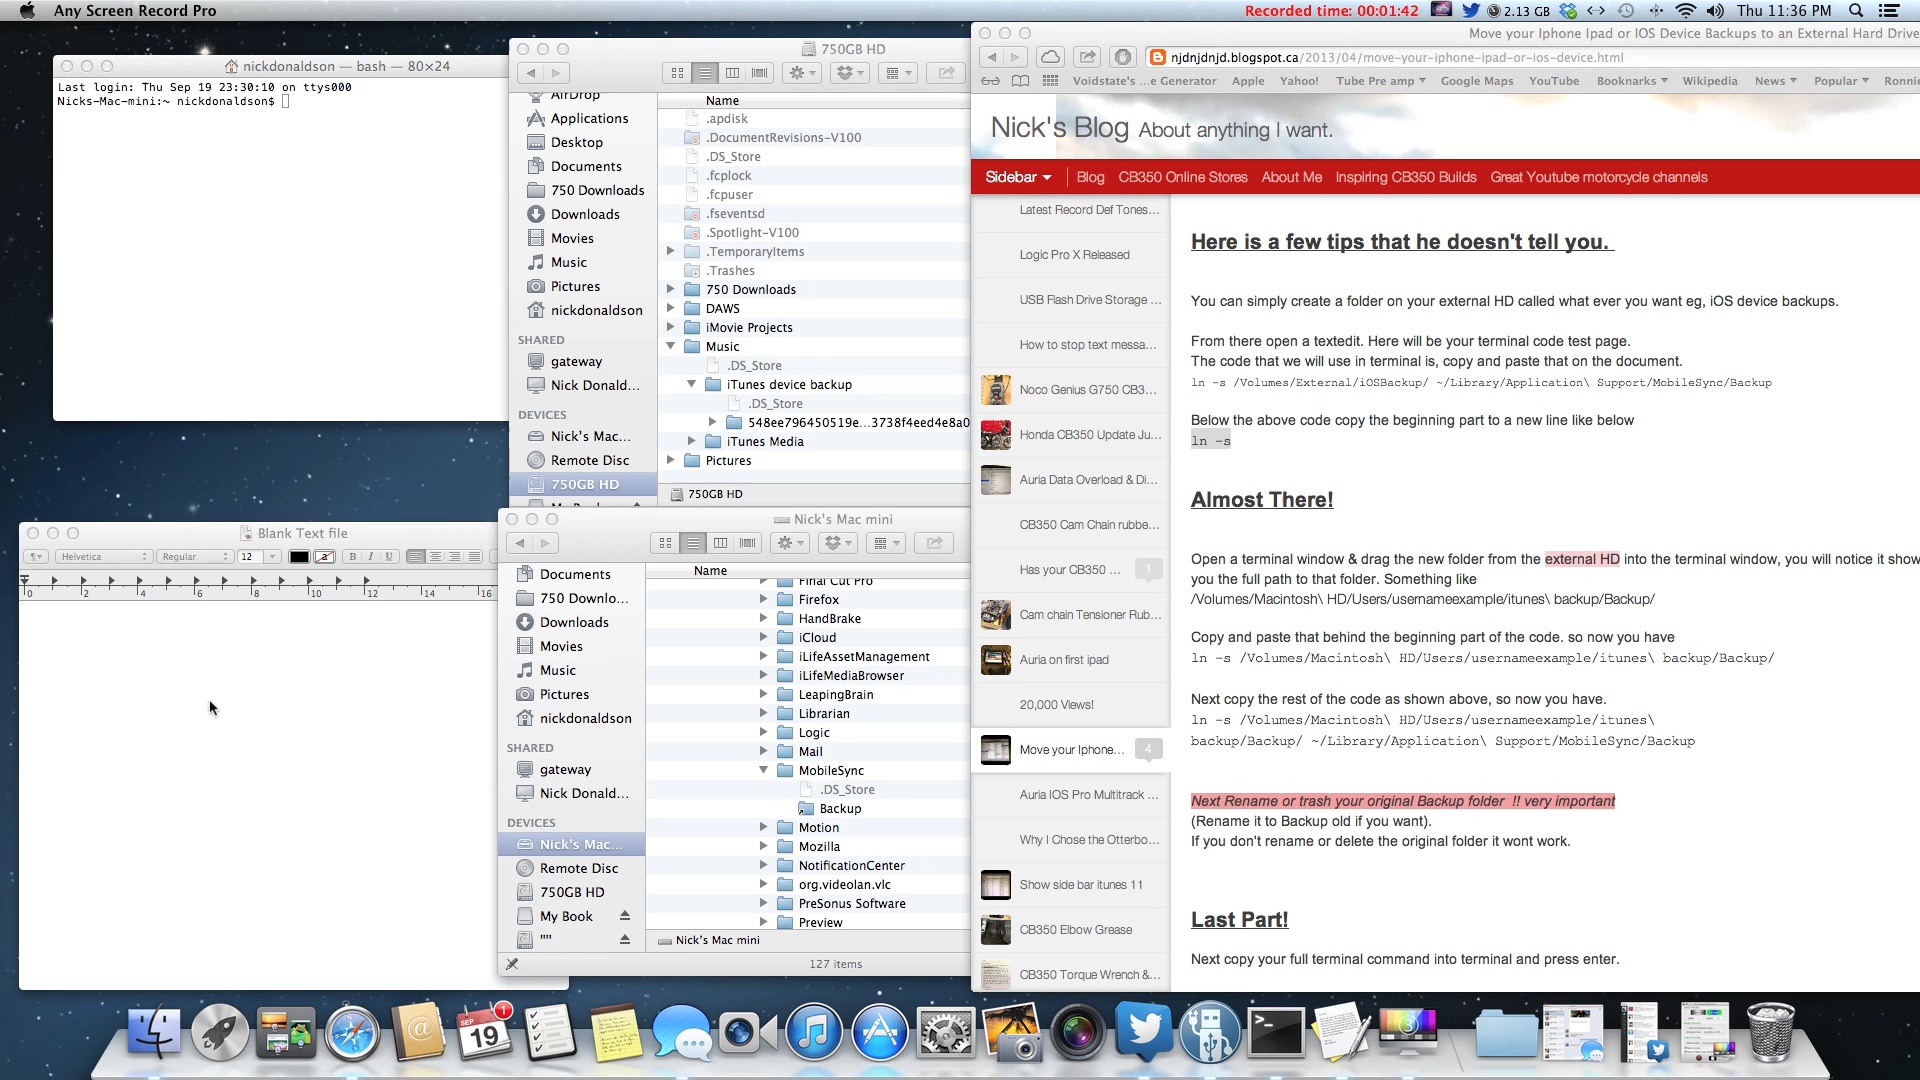 Any Screen Record Pro
Recorded time: 00:01:42
2.13 GB
Thu 11:36 PM
nickdonaldson — bash — 80×24
Last login: Thu Sep 19 23:30:10 on ttys000
Nicks-Mac-mini:~ nickdonaldson$
750GB HD
AirDrop
Applications
Desktop
Documents
750 Downloads
Downloads
Movies
Music
Pictures
nickdonaldson
SHARED
gateway
Nick Donald...
DEVICES
Nick's Mac...
Remote Disc
750GB HD
Name
.apdisk
.DocumentRevisions-V100
.DS_Store
.fcplock
.fcpuser
.fseventsd
.Spotlight-V100
.TemporaryItems
.Trashes
750 Downloads
DAWS
iMovie Projects
Music
.DS_Store
iTunes device backup
.DS_Store
548ee796450519e...3738f4eed4e8a0
iTunes Media
Pictures
750GB HD
Blank Text file
Helvetica
Regular
12
B I U
0 2 4 6 8 10 12 14 16
Nick's Mac mini
Documents
750 Downlo...
Downloads
Movies
Music
Pictures
nickdonaldson
SHARED
gateway
Nick Donald...
DEVICES
Nick's Mac...
Remote Disc
750GB HD
My Book
""
Name
Final Cut Pro
Firefox
HandBrake
iCloud
iLifeAssetManagement
iLifeMediaBrowser
LeapingBrain
Librarian
Logic
Mail
MobileSync
.DS_Store
Backup
Motion
Mozilla
NotificationCenter
org.videolan.vlc
PreSonus Software
Preview
Nick's Mac mini
127 items
Move your Iphone Ipad or IOS Device Backups to an External Hard Drive
njdnjdnjd.blogspot.ca/2013/04/move-your-iphone-ipad-or-ios-device.html
Voidstate's ...e Generator Apple Yahoo! Tube Pre amp Google Maps YouTube Bookmarks Wikipedia News Popular Ronnie
Nick's Blog About anything I want.
Sidebar Blog CB350 Online Stores About Me Inspiring CB350 Builds Great Youtube motorcycle channels
Latest Record Def Tones...
Logic Pro X Released
USB Flash Drive Storage ...
How to stop text messa...
Noco Genius G750 CB3...
Honda CB350 Update Ju...
Auria Data Overload & Di...
CB350 Cam Chain rubbe...
Has your CB350 ... 1
Cam chain Tensioner Rub...
Auria on first ipad
20,000 Views!
Move your Iphone... 4
Auria IOS Pro Multitrack ...
Why I Chose the Otterbo...
Show side bar itunes 11
CB350 Elbow Grease
CB350 Torque Wrench &...
Here is a few tips that he doesn't tell you.
You can simply create a folder on your external HD called what ever you want eg, iOS device backups.
From there open a textedit. Here will be your terminal code test page.
The code that we will use in terminal is, copy and paste that on the document.
ln -s /Volumes/External/iOSBackup/ ~/Library/Application\ Support/MobileSync/Backup
Below the above code copy the beginning part to a new line like below
ln -s
Almost There!
Open a terminal window & drag the new folder from the external HD into the terminal window, you will notice it show
you the full path to that folder. Something like
/Volumes/Macintosh\ HD/Users/usernameexample/itunes\ backup/Backup/
Copy and paste that behind the beginning part of the code. so now you have
ln -s /Volumes/Macintosh\ HD/Users/usernameexample/itunes\ backup/Backup/
Next copy the rest of the code as shown above, so now you have.
ln -s /Volumes/Macintosh\ HD/Users/usernameexample/itunes\
backup/Backup/ ~/Library/Application\ Support/MobileSync/Backup
Next Rename or trash your original Backup folder !! very important
(Rename it to Backup old if you want).
If you don't rename or delete the original folder it wont work.
Last Part!
Next copy your full terminal command into terminal and press enter.
SEP
19
1
3